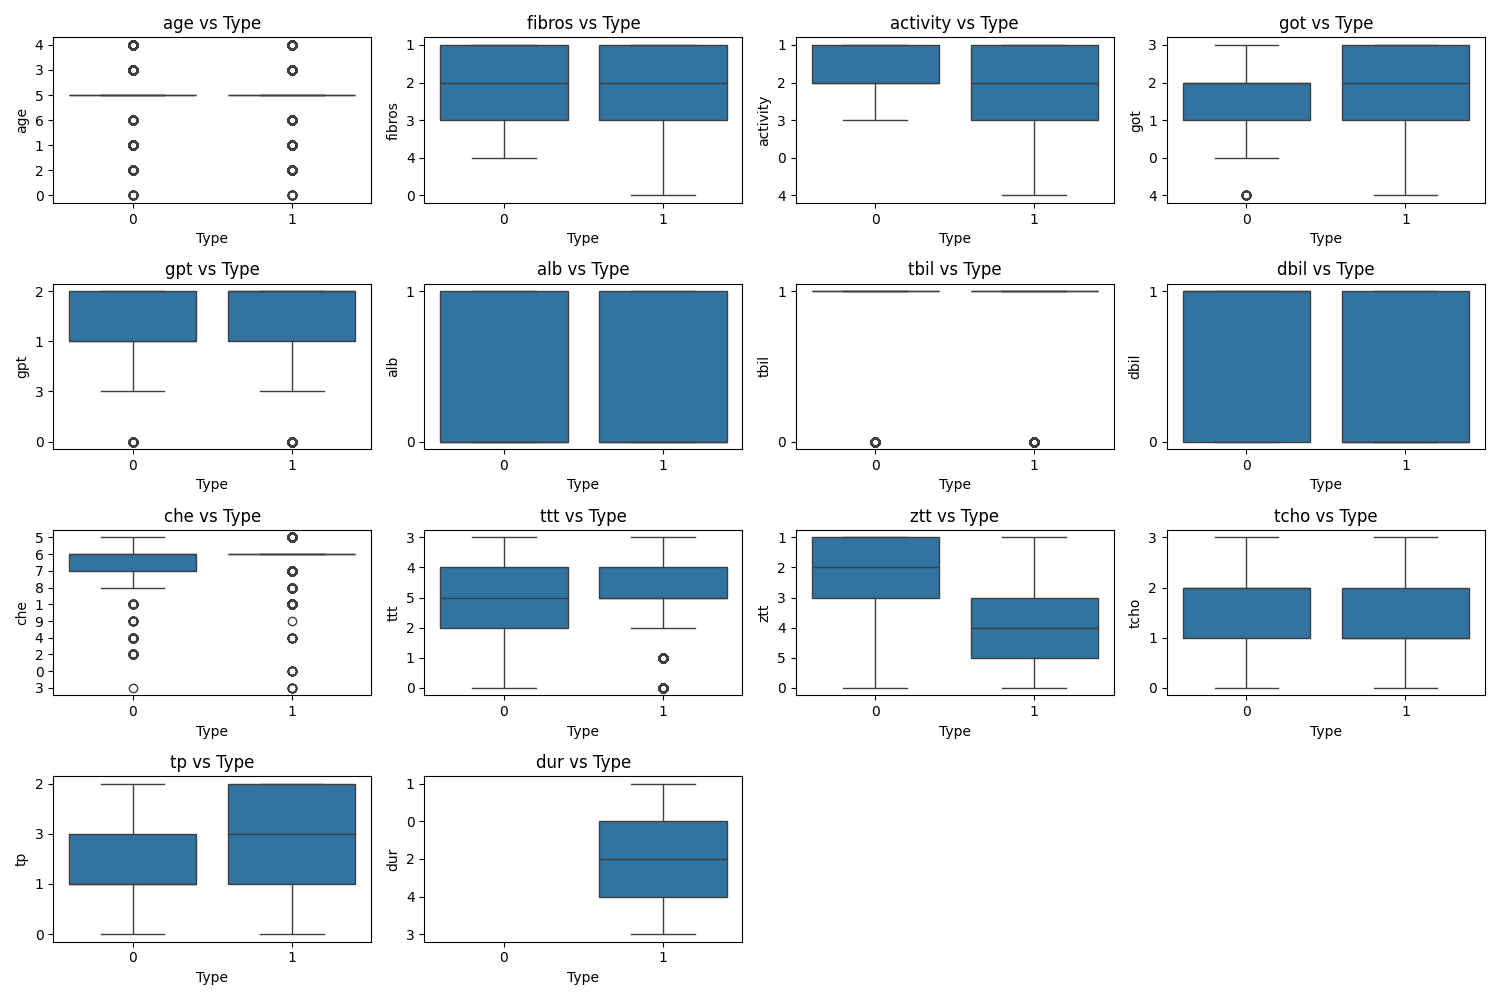 age vs Type
age
4
3
5
6
1
2
0
0 1
Type
fibros vs Type
fibros
1
2
3
4
0
0 1
Type
activity vs Type
activity
1
2
3
0
4
0 1
Type
got vs Type
got
3
2
1
0
4
0 1
Type
gpt vs Type
gpt
2
1
3
0
0 1
Type
alb vs Type
alb
1
0
0 1
Type
tbil vs Type
tbil
1
0
0 1
Type
dbil vs Type
dbil
1
0
0 1
Type
che vs Type
che
5
6
7
8
1
9
4
2
0
3
0 1
Type
ttt vs Type
ttt
3
4
5
2
1
0
0 1
Type
ztt vs Type
ztt
1
2
3
4
5
0
0 1
Type
tcho vs Type
tcho
3
2
1
0
0 1
Type
tp vs Type
tp
2
3
1
0
0 1
Type
dur vs Type
dur
1
0
2
4
3
0 1
Type